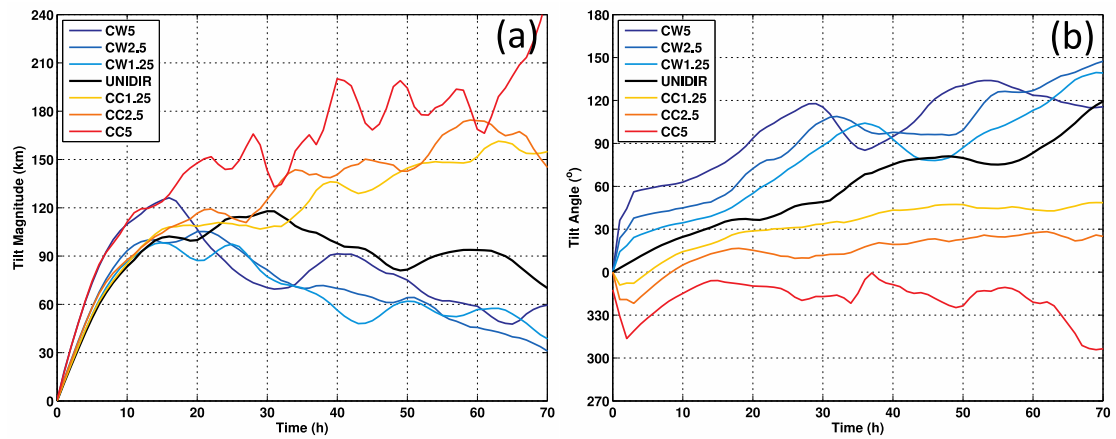 (a)
240
210
180
150
120
90
60
30
0
Tilt Magnitude (km)
CW5
CW2.5
CW1.25
UNIDIR
CC1.25
CC2.5
CC5
0 10 20 30 40 50 60 70
Time (h)
(b)
180
150
120
90
60
30
0
330
300
270
Tilt Angle (°)
CW5
CW2.5
CW1.25
UNIDIR
CC1.25
CC2.5
CC5
0 10 20 30 40 50 60 70
Time (h)